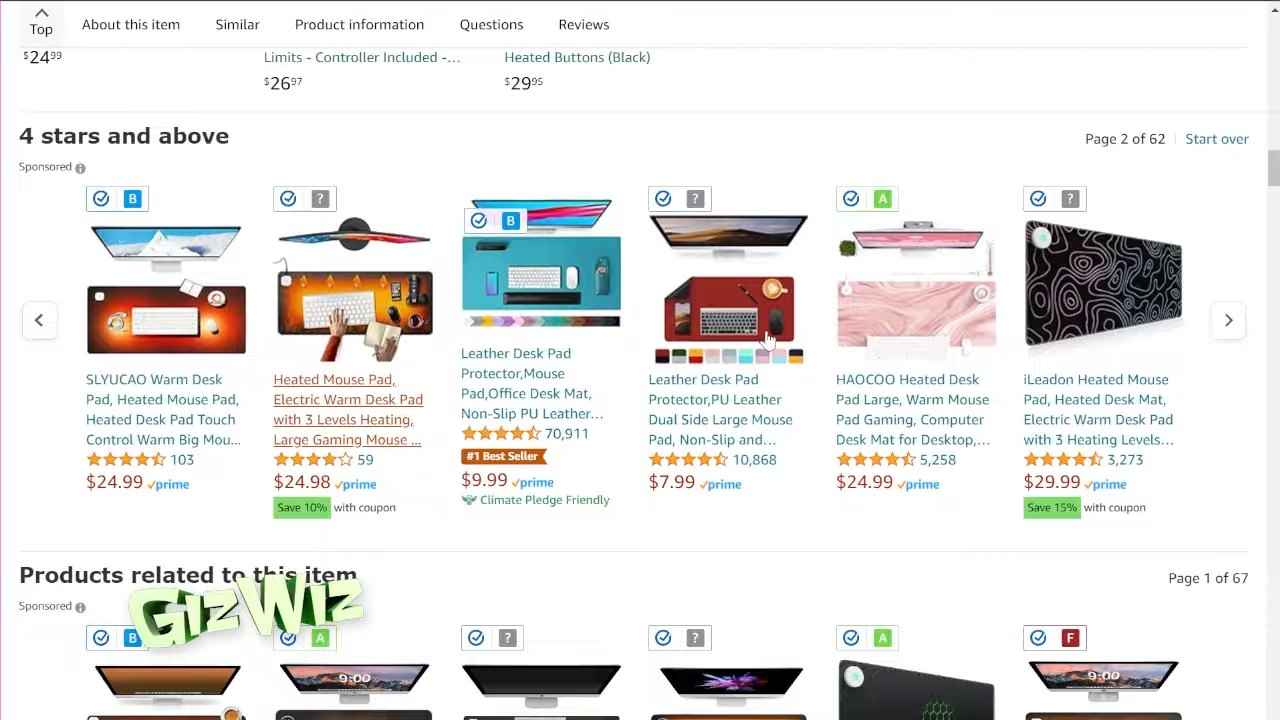 Top
About this item
Similar
Product information
Questions
Reviews
$24.99
Limits - Controller Included -...
$26.97
Heated Buttons (Black)
$29.95
4 stars and above
Page 2 of 62
Start over
Sponsored
B
?
B
?
A
?
SLYUCAO Warm Desk
Pad, Heated Mouse Pad,
Heated Desk Pad Touch
Control Warm Big Mou...
103
$24.99 prime
Heated Mouse Pad,
Electric Warm Desk Pad
with 3 Levels Heating,
Large Gaming Mouse ...
59
$24.98 prime
Save 10% with coupon
Leather Desk Pad
Protector,Mouse
Pad,Office Desk Mat,
Non-Slip PU Leather...
70,911
#1 Best Seller
$9.99 prime
Climate Pledge Friendly
Leather Desk Pad
Protector,PU Leather
Dual Side Large Mouse
Pad, Non-Slip and...
10,868
$7.99 prime
HAOCOO Heated Desk
Pad Large, Warm Mouse
Pad Gaming, Computer
Desk Mat for Desktop,...
5,258
$24.99 prime
iLeadon Heated Mouse
Pad, Heated Desk Mat,
Electric Warm Desk Pad
with 3 Heating Levels...
3,273
$29.99 prime
Save 15% with coupon
Products related to this item
Page 1 of 67
Sponsored
GizWiz
B
A
?
?
A
F
9:00
9:00